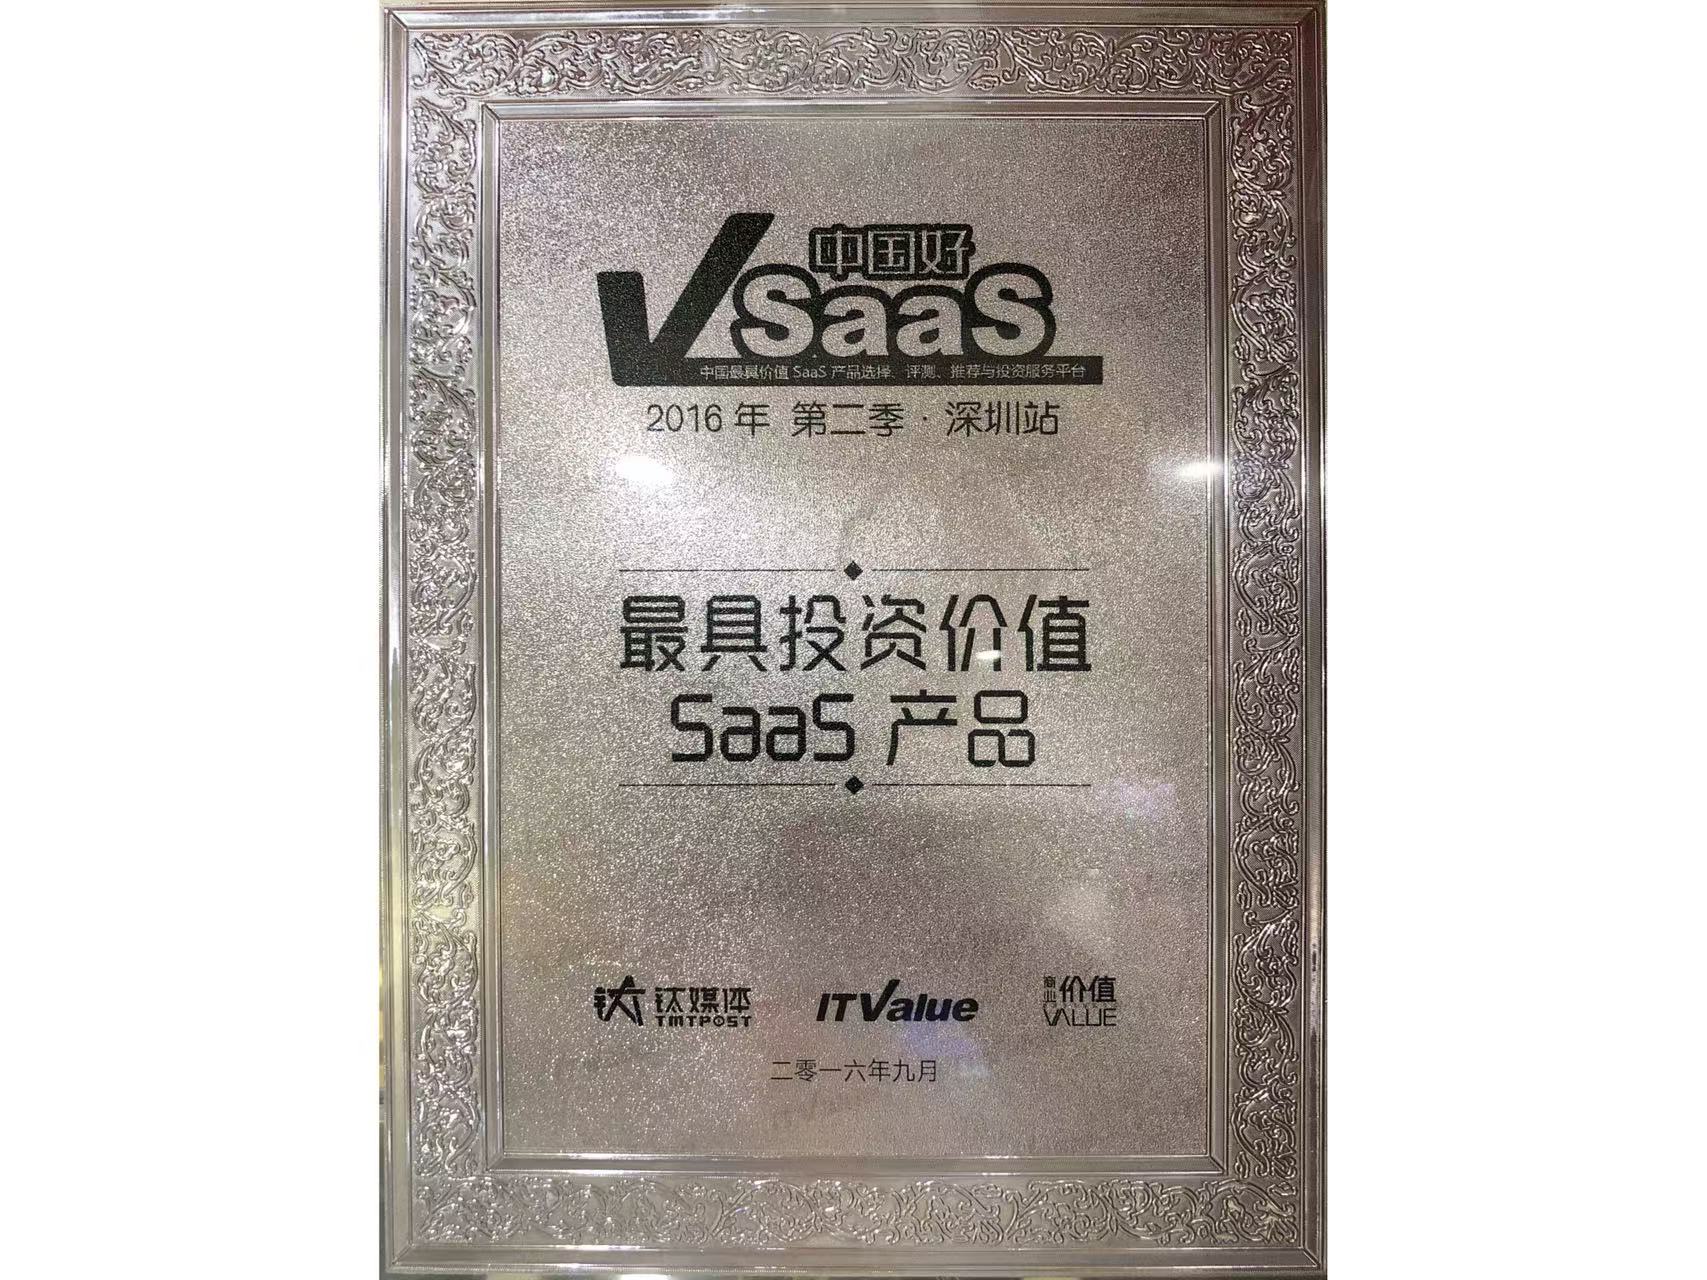 中国好
SaaS
中国最具价值 SaaS 产品选择、评测、推荐与投资服务平台
2016 年 第二季 · 深圳站
最具投资价值
SaaS 产品
钛 钛媒体
TMTPOST
ITValue
商业价值
VALUE
二零一六年九月